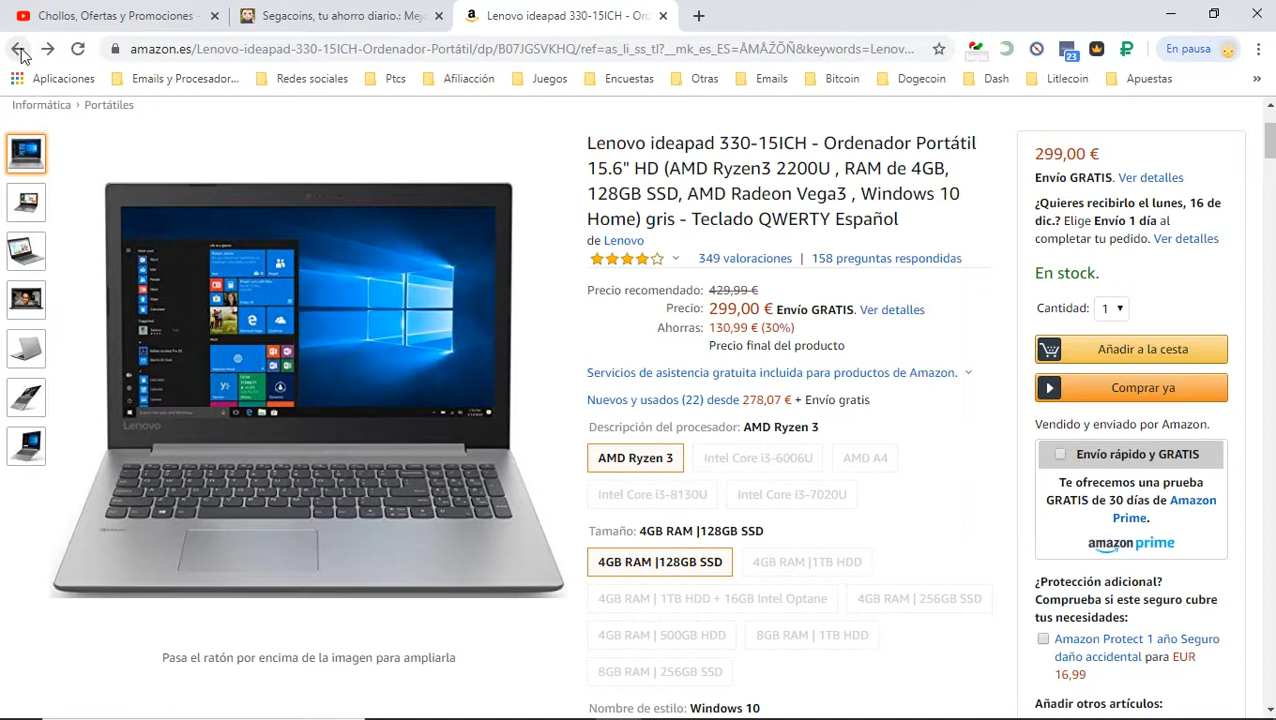 Chollos, Ofertas y Promociones -
Segacoins, tu ahorro diario.: Mej
Lenovo ideapad 330-15ICH - Ord
amazon.es/Lenovo-ideapad-330-15ICH-Ordenador-Portátil/dp/B07JGSVKHQ/ref=as_li_ss_tl?__mk_es_ES=ÅMÅŽÕÑ&keywords=Lenov...
23
En pausa
Aplicaciones
Emails y Procesador...
Redes sociales
Ptcs
Afiliacción
Juegos
Encuestas
Otros
Emails
Bitcoin
Dogecoin
Dash
Litlecoin
Apuestas
»
Informática › Portátiles
Lenovo ideapad 330-15ICH - Ordenador Portátil
15.6" HD (AMD Ryzen3 2200U , RAM de 4GB,
128GB SSD, AMD Radeon Vega3 , Windows 10
Home) gris - Teclado QWERTY Español
de Lenovo
349 valoraciones | 158 preguntas respondidas
Precio recomendado: 429,99 €
Precio: 299,00 € Envío GRATIS. Ver detalles
Ahorras: 130,99 € (30%)
Precio final del producto
Servicios de asistencia gratuita incluida para productos de Amazon.
Nuevos y usados (22) desde 278,07 € + Envío gratis
Descripción del procesador: AMD Ryzen 3
AMD Ryzen 3
Intel Core i3-6006U
AMD A4
Intel Core i3-8130U
Intel Core i3-7020U
Tamaño: 4GB RAM |128GB SSD
4GB RAM |128GB SSD
4GB RAM |1TB HDD
4GB RAM | 1TB HDD + 16GB Intel Optane
4GB RAM | 256GB SSD
4GB RAM | 500GB HDD
8GB RAM | 1TB HDD
8GB RAM | 256GB SSD
Nombre de estilo: Windows 10
Lenovo
Pasa el ratón por encima de la imagen para ampliarla
299,00 €
Envío GRATIS. Ver detalles
¿Quieres recibirlo el lunes, 16 de
dic.? Elige Envío 1 día al
completar tu pedido. Ver detalles
En stock.
Cantidad: 1
Añadir a la cesta
Comprar ya
Vendido y enviado por Amazon.
Envío rápido y GRATIS
Te ofrecemos una prueba
GRATIS de 30 días de Amazon
Prime.
amazon prime
¿Protección adicional?
Comprueba si este seguro cubre
tus necesidades:
Amazon Protect 1 año Seguro
daño accidental para EUR
16,99
Añadir otros artículos: